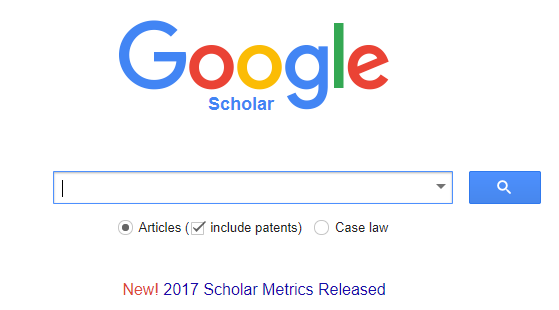 Google
Scholar
Articles (include patents) Case law
New! 2017 Scholar Metrics Released